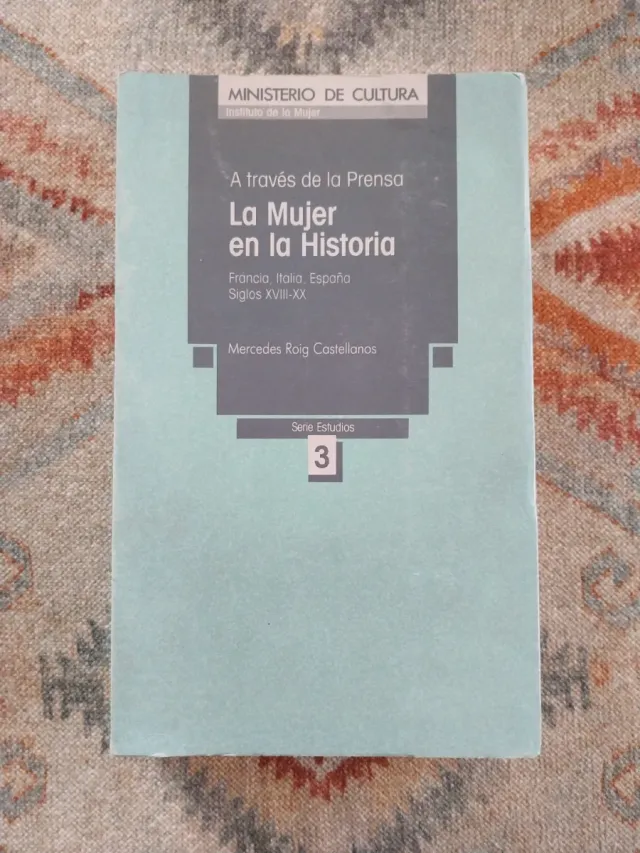 MINISTERIO DE CULTURA
Instituto de la Mujer
A través de la Prensa
La Mujer
en la Historia
Francia, Italia, España
Siglos XVIII-XX
Mercedes Roig Castellanos
Serie Estudios
3